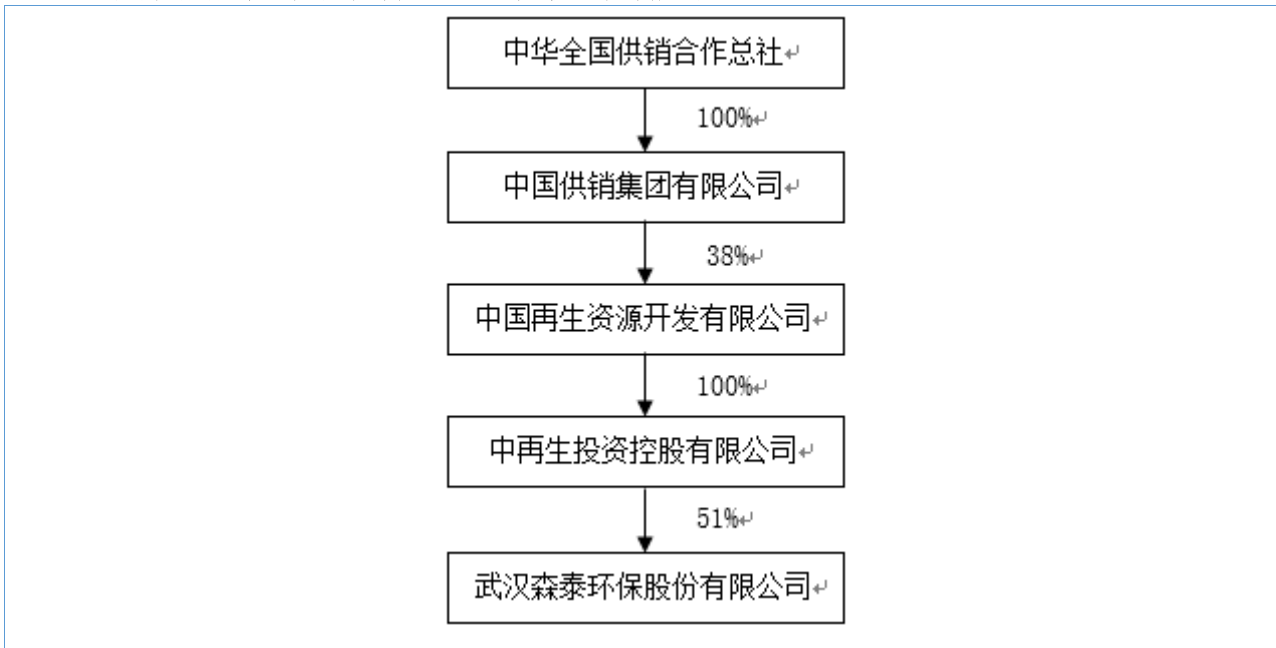 中华全国供销合作总社↵
100%↵
中国供销集团有限公司↵
38%↵
中国再生资源开发有限公司↵
100%↵
中再生投资控股有限公司↵
51%↵
武汉森泰环保股份有限公司↵